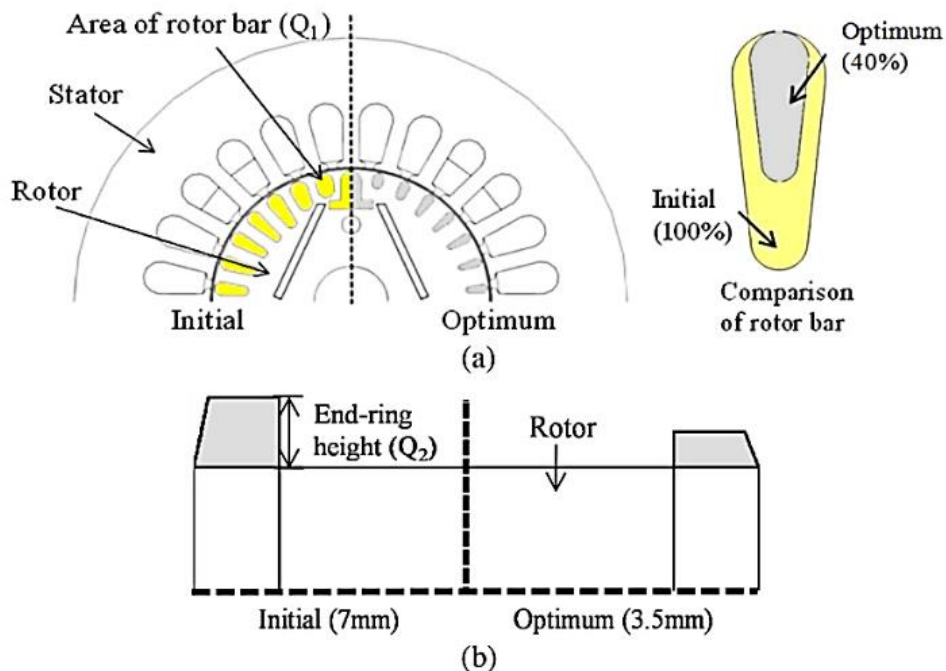 Area of rotor bar (Q1)
Stator
Rotor
Initial
Optimum
Optimum
(40%)
Initial
(100%)
Comparison
of rotor bar
(a)
End-ring
height (Q2)
Rotor
Initial (7mm)
Optimum (3.5mm)
(b)